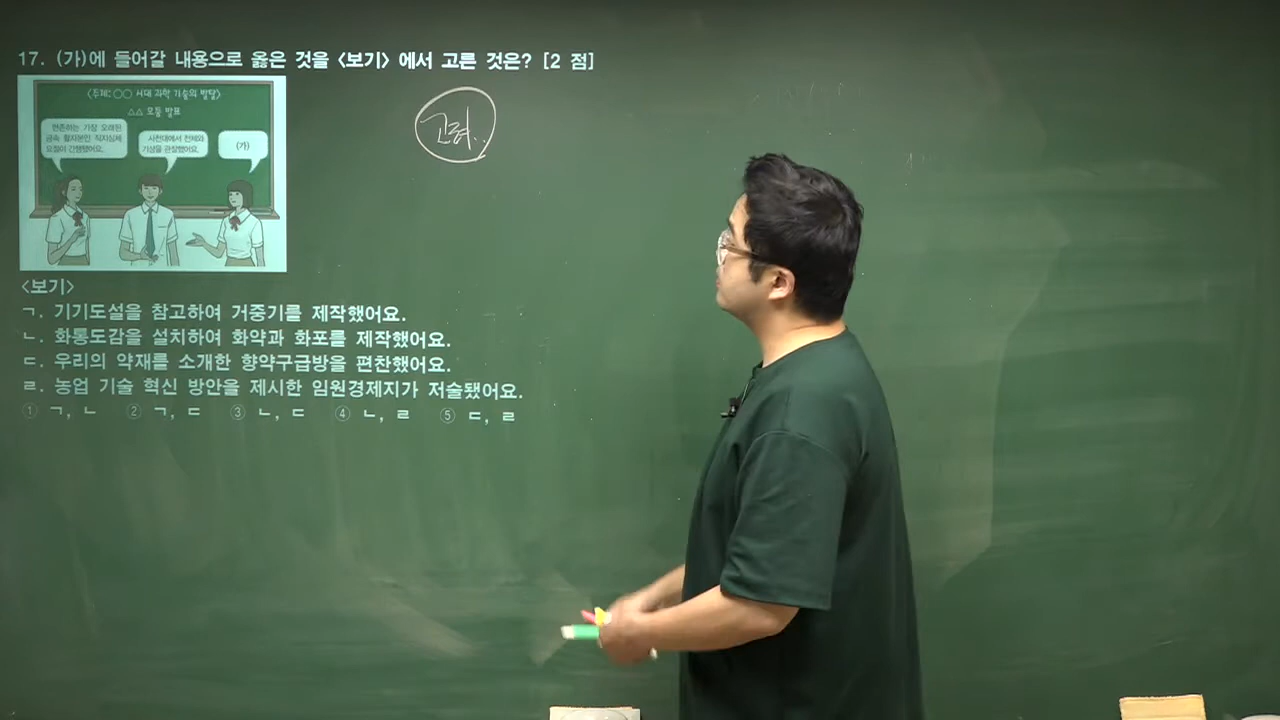 17. (가)에 들어갈 내용으로 옳은 것을 <보기> 에서 고른 것은? [2 점]
<주제: ○○ 시대 과학 기술의 발달>
△△ 모둠 발표
현존하는 가장 오래된
금속 활자본인 직지심체
요절이 간행됐어요.
사천대에서 천체와
기상을 관찰했어요.
(가)
고려..
<보기>
ㄱ. 기기도설을 참고하여 거중기를 제작했어요.
ㄴ. 화통도감을 설치하여 화약과 화포를 제작했어요.
ㄷ. 우리의 약재를 소개한 향약구급방을 편찬했어요.
ㄹ. 농업 기술 혁신 방안을 제시한 임원경제지가 저술됐어요.
① ㄱ, ㄴ ② ㄱ, ㄷ ③ ㄴ, ㄷ ④ ㄴ, ㄹ ⑤ ㄷ, ㄹ